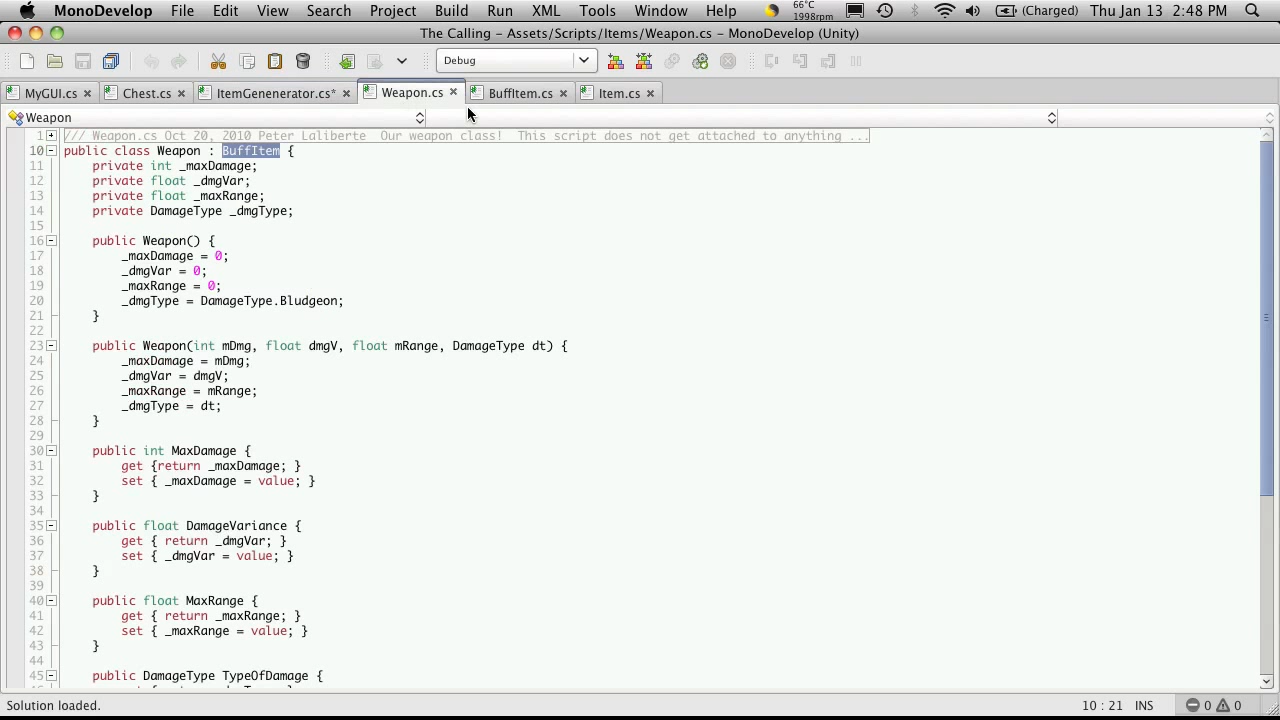 MonoDevelop File Edit View Search Project Build Run XML Tools Window Help 66°C 1998rpm (Charged) Thu Jan 13 2:48 PM
The Calling - Assets/Scripts/Items/Weapon.cs - MonoDevelop (Unity)
Debug
MyGUI.cs Chest.cs ItemGenenerator.cs* Weapon.cs BuffItem.cs Item.cs
Weapon
1 /// Weapon.cs Oct 20, 2010 Peter Laliberte  Our weapon class!  This script does not get attached to anything ...
10 public class Weapon : BuffItem {
11 private int _maxDamage;
12 private float _dmgVar;
13 private float _maxRange;
14 private DamageType _dmgType;
15
16 public Weapon() {
17 _maxDamage = 0;
18 _dmgVar = 0;
19 _maxRange = 0;
20 _dmgType = DamageType.Bludgeon;
21 }
22
23 public Weapon(int mDmg, float dmgV, float mRange, DamageType dt) {
24 _maxDamage = mDmg;
25 _dmgVar = dmgV;
26 _maxRange = mRange;
27 _dmgType = dt;
28 }
29
30 public int MaxDamage {
31 get {return _maxDamage; }
32 set { _maxDamage = value; }
33 }
34
35 public float DamageVariance {
36 get { return _dmgVar; }
37 set { _dmgVar = value; }
38 }
39
40 public float MaxRange {
41 get { return _maxRange; }
42 set { _maxRange = value; }
43 }
44
45 public DamageType TypeOfDamage {
Solution loaded. 10 : 21 INS 0 0